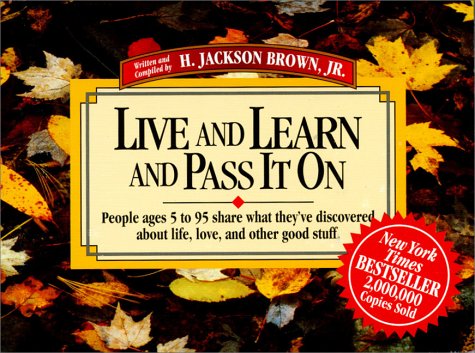 Written and
Compiled by H. JACKSON BROWN, JR.
LIVE AND LEARN
AND PASS IT ON
People ages 5 to 95 share what they've discovered
about life, love, and other good stuff.
New York
Times
BESTSELLER
2,000,000
Copies Sold